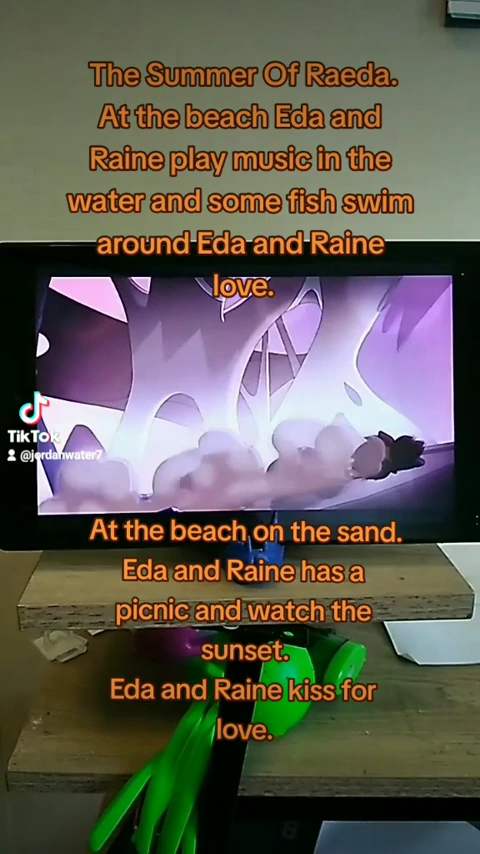 The Summer Of Raeda.
At the beach Eda and
Raine play music in the
water and some fish swim
around Eda and Raine
love.
TikTok
@jordanwater7
At the beach on the sand.
Eda and Raine has a
picnic and watch the
sunset.
Eda and Raine kiss for
love.